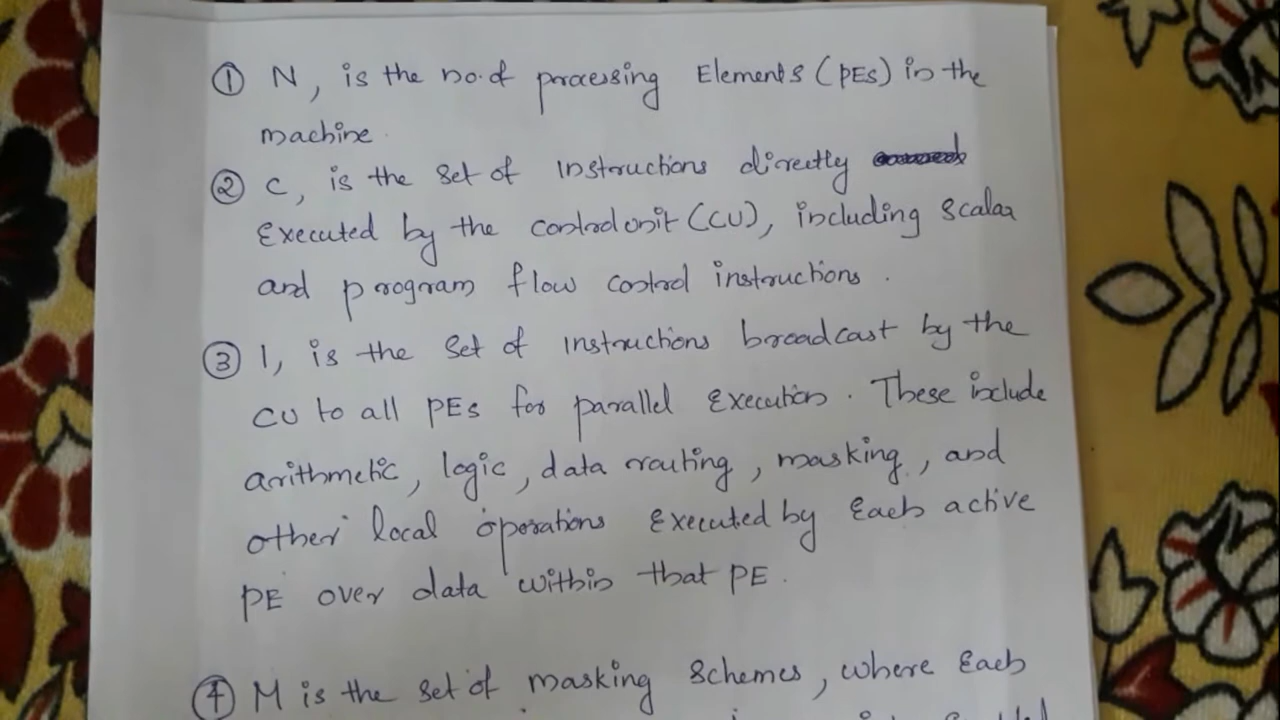 ① N, is the no. of processing Elements (PEs) in the
machine.
② C, is the set of instructions directly
Executed by the control unit (CU), including scalar
and program flow control instructions.
③ I, is the set of instructions broadcast by the
CU to all PEs for parallel execution. These include
arithmetic, logic, data routing, masking, and
other local operations executed by each active
PE over data within that PE.
④ M is the set of masking schemes, where each